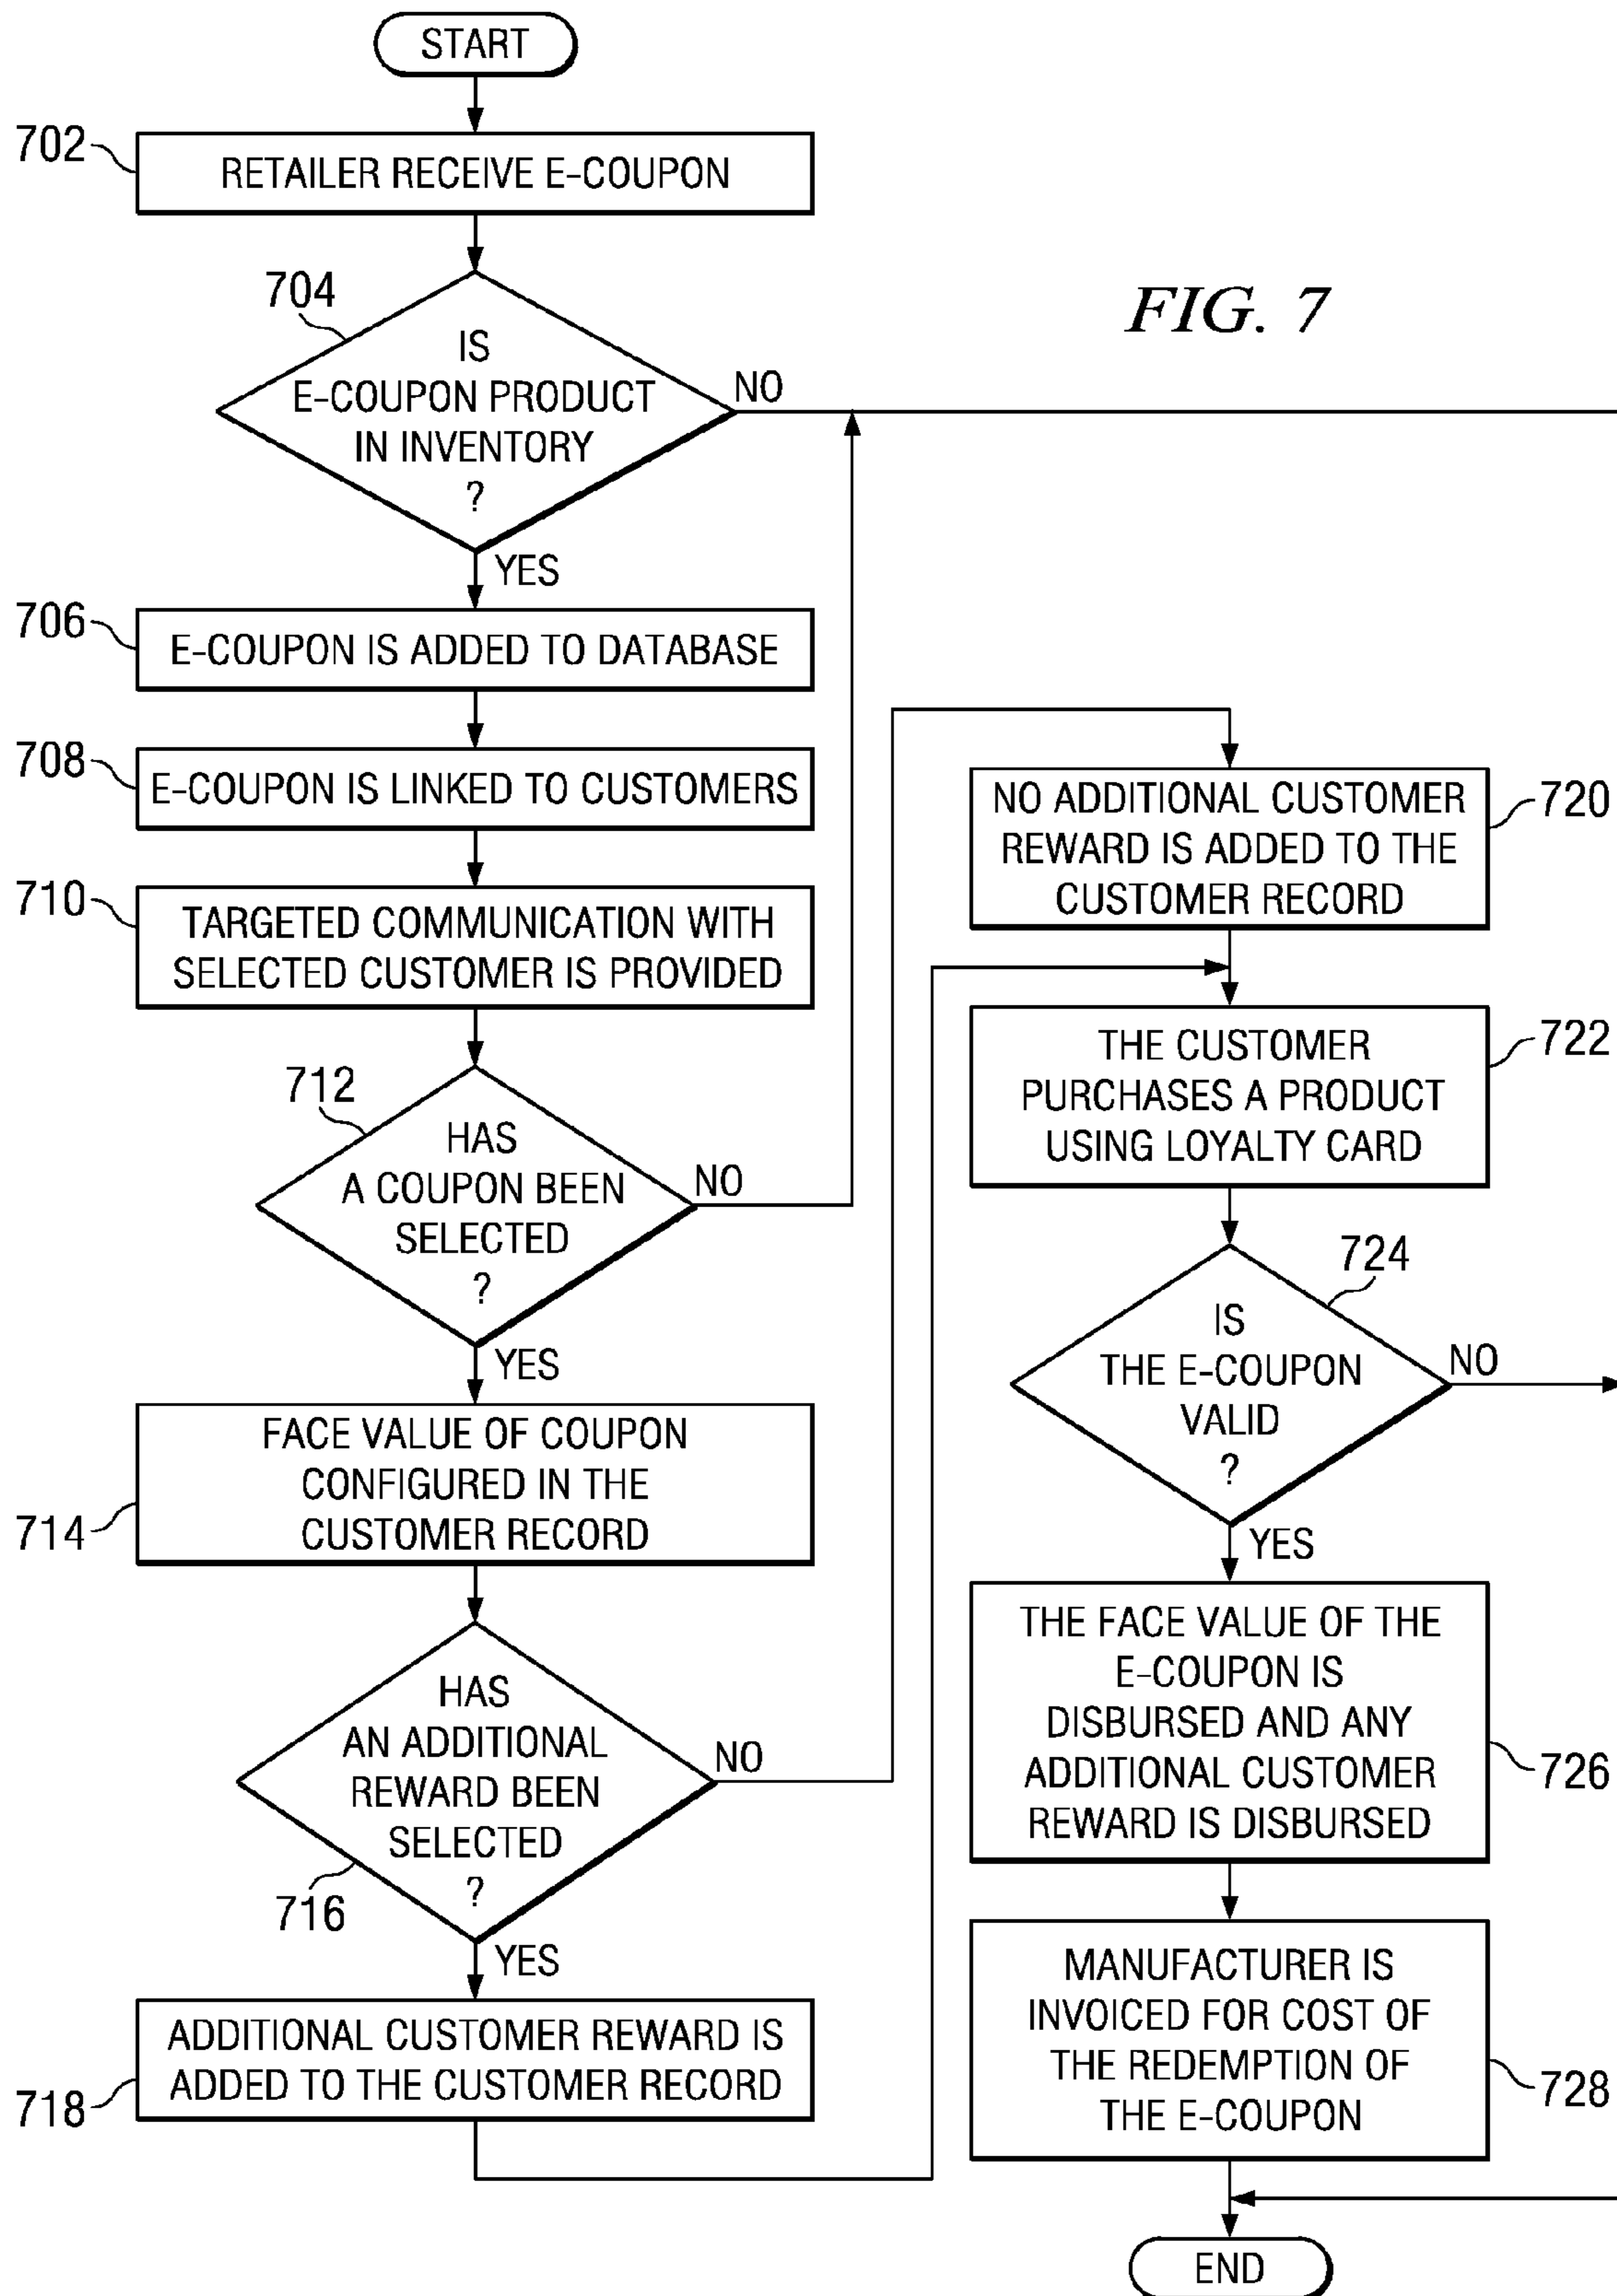 START
702
RETAILER RECEIVE E-COUPON
704
IS
E-COUPON PRODUCT
IN INVENTORY
?
NO
YES
706
E-COUPON IS ADDED TO DATABASE
708
E-COUPON IS LINKED TO CUSTOMERS
710
TARGETED COMMUNICATION WITH
SELECTED CUSTOMER IS PROVIDED
712
HAS
A COUPON BEEN
SELECTED
?
NO
YES
714
FACE VALUE OF COUPON
CONFIGURED IN THE
CUSTOMER RECORD
HAS
AN ADDITIONAL
REWARD BEEN
SELECTED
?
716
NO
YES
718
ADDITIONAL CUSTOMER REWARD IS
ADDED TO THE CUSTOMER RECORD
FIG. 7
NO ADDITIONAL CUSTOMER
REWARD IS ADDED TO THE
CUSTOMER RECORD
720
THE CUSTOMER
PURCHASES A PRODUCT
USING LOYALTY CARD
722
724
IS
THE E-COUPON
VALID
?
NO
YES
THE FACE VALUE OF THE
E-COUPON IS
DISBURSED AND ANY
ADDITIONAL CUSTOMER
REWARD IS DISBURSED
726
MANUFACTURER IS
INVOICED FOR COST OF
THE REDEMPTION OF
THE E-COUPON
728
END